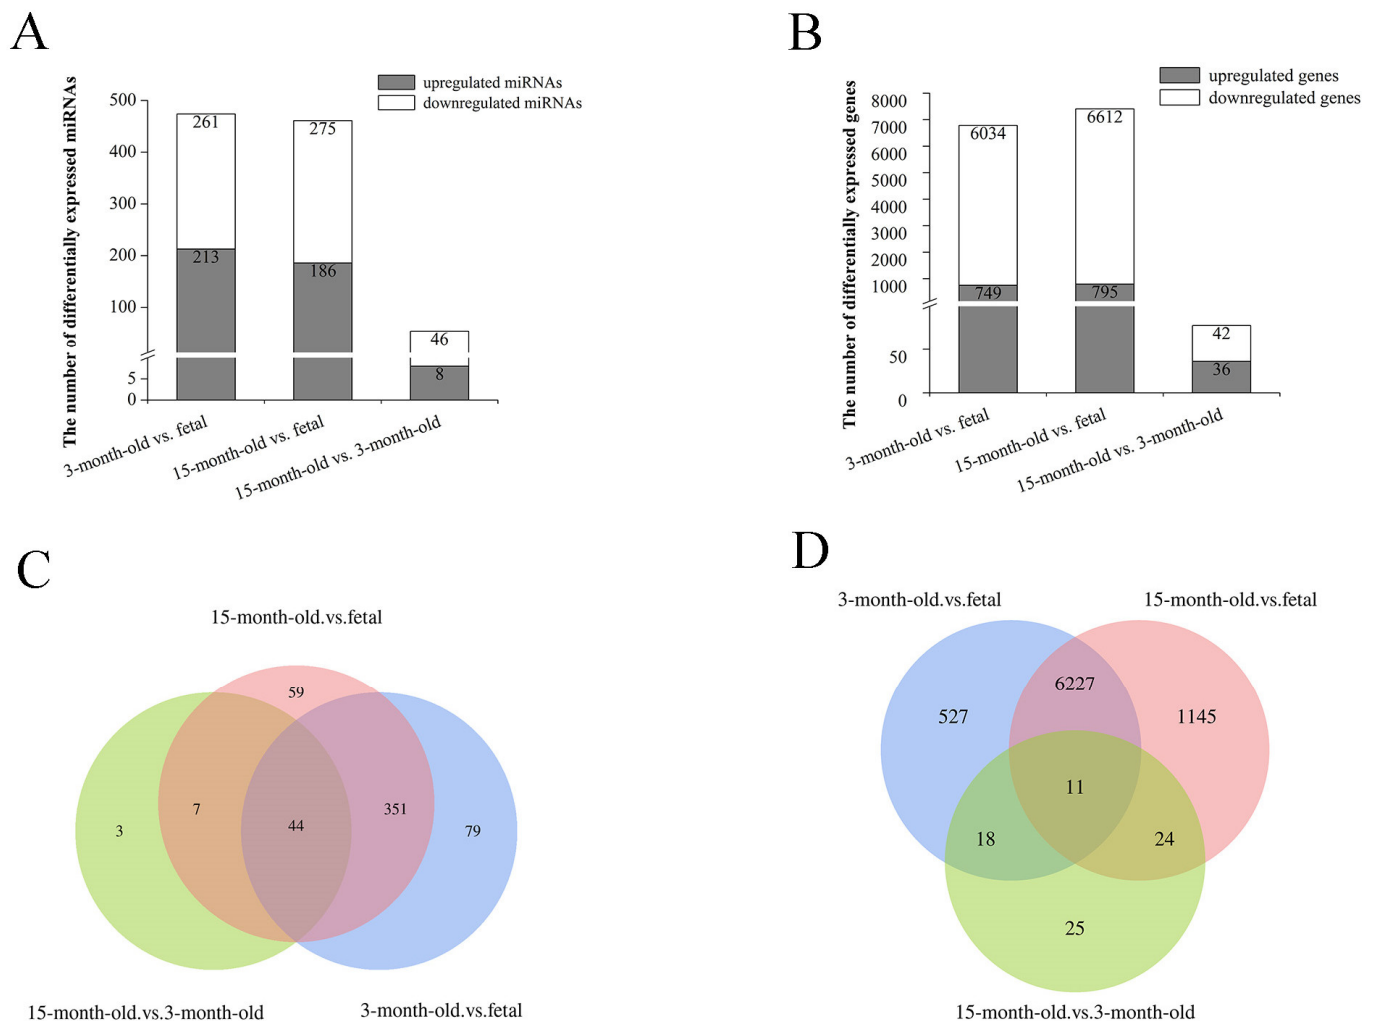 A
The number of differentially expressed miRNAs
upregulated miRNAs
downregulated miRNAs
500
400
300
200
100
5
0
261
213
275
186
46
8
3-month-old vs. fetal
15-month-old vs. fetal
15-month-old vs. 3-month-old
B
The number of differentially expressed genes
upregulated genes
downregulated genes
8000
7000
6000
5000
4000
3000
2000
1000
50
0
6034
749
6612
795
42
36
3-month-old vs. fetal
15-month-old vs. fetal
15-month-old vs. 3-month-old
C
15-month-old.vs.fetal
59
3
7
44
351
79
15-month-old.vs.3-month-old
3-month-old.vs.fetal
D
3-month-old.vs.fetal
15-month-old.vs.fetal
527
6227
1145
11
18
24
25
15-month-old.vs.3-month-old